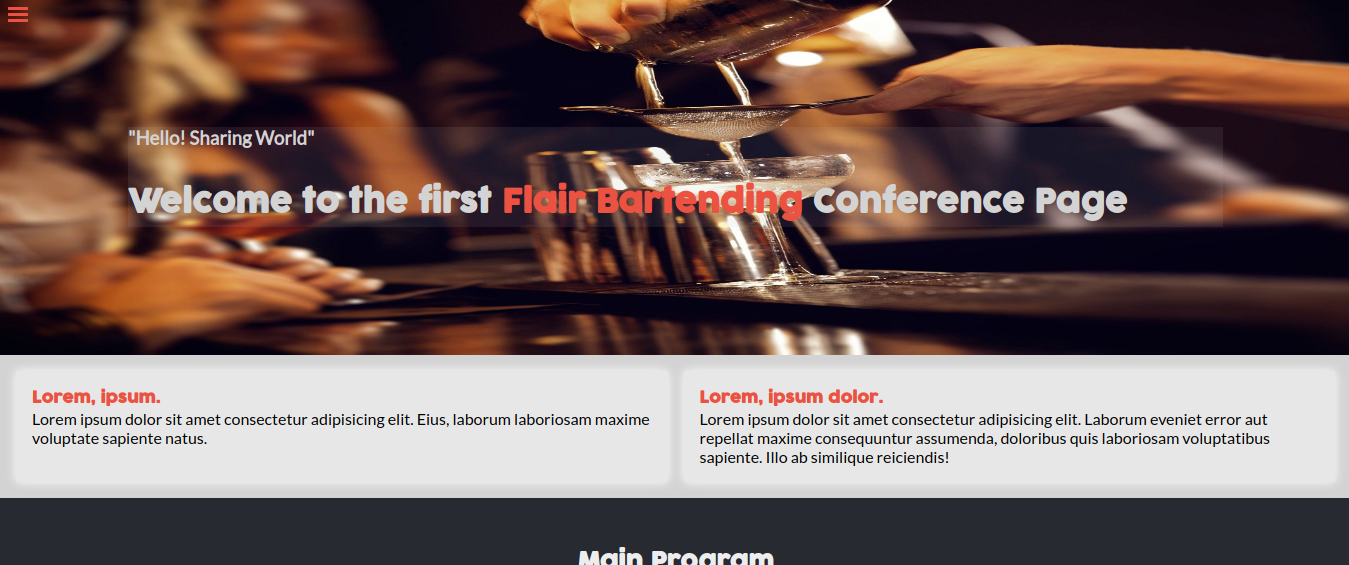 "Hello! Sharing World"
Welcome to the first Flair Bartending Conference Page
Lorem, ipsum.
Lorem ipsum dolor sit amet consectetur adipisicing elit. Eius, laborum laboriosam maxime
voluptate sapiente natus.
Lorem, ipsum dolor.
Lorem ipsum dolor sit amet consectetur adipisicing elit. Laborum eveniet error aut
repellat maxime consequuntur assumenda, doloribus quis laboriosam voluptatibus
sapiente. Illo ab similique reiciendis!
Main Program